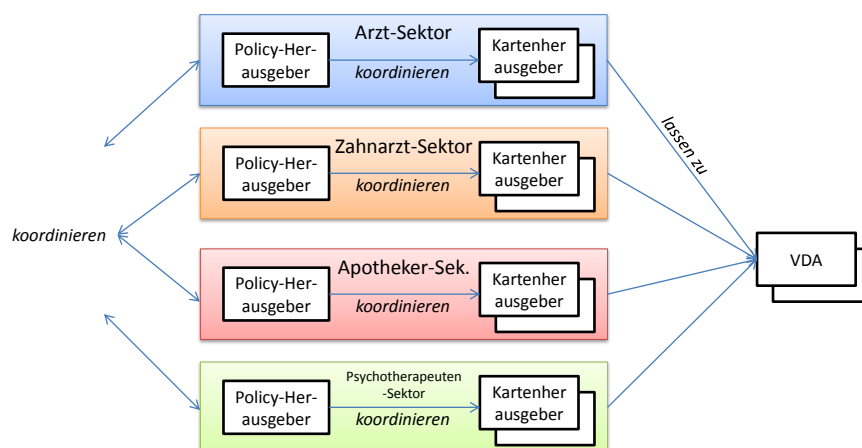 Arzt-Sektor
Policy-Her-
ausgeber
koordinieren
Kartenher
ausgeber
lassen zu
Zahnarzt-Sektor
Policy-Her-
ausgeber
koordinieren
Kartenher
ausgeber
koordinieren
VDA
Apotheker-Sek.
Policy-Her-
ausgeber
koordinieren
Kartenher
ausgeber
Psychotherapeuten
-Sektor
Policy-Her-
ausgeber
koordinieren
Kartenher
ausgeber